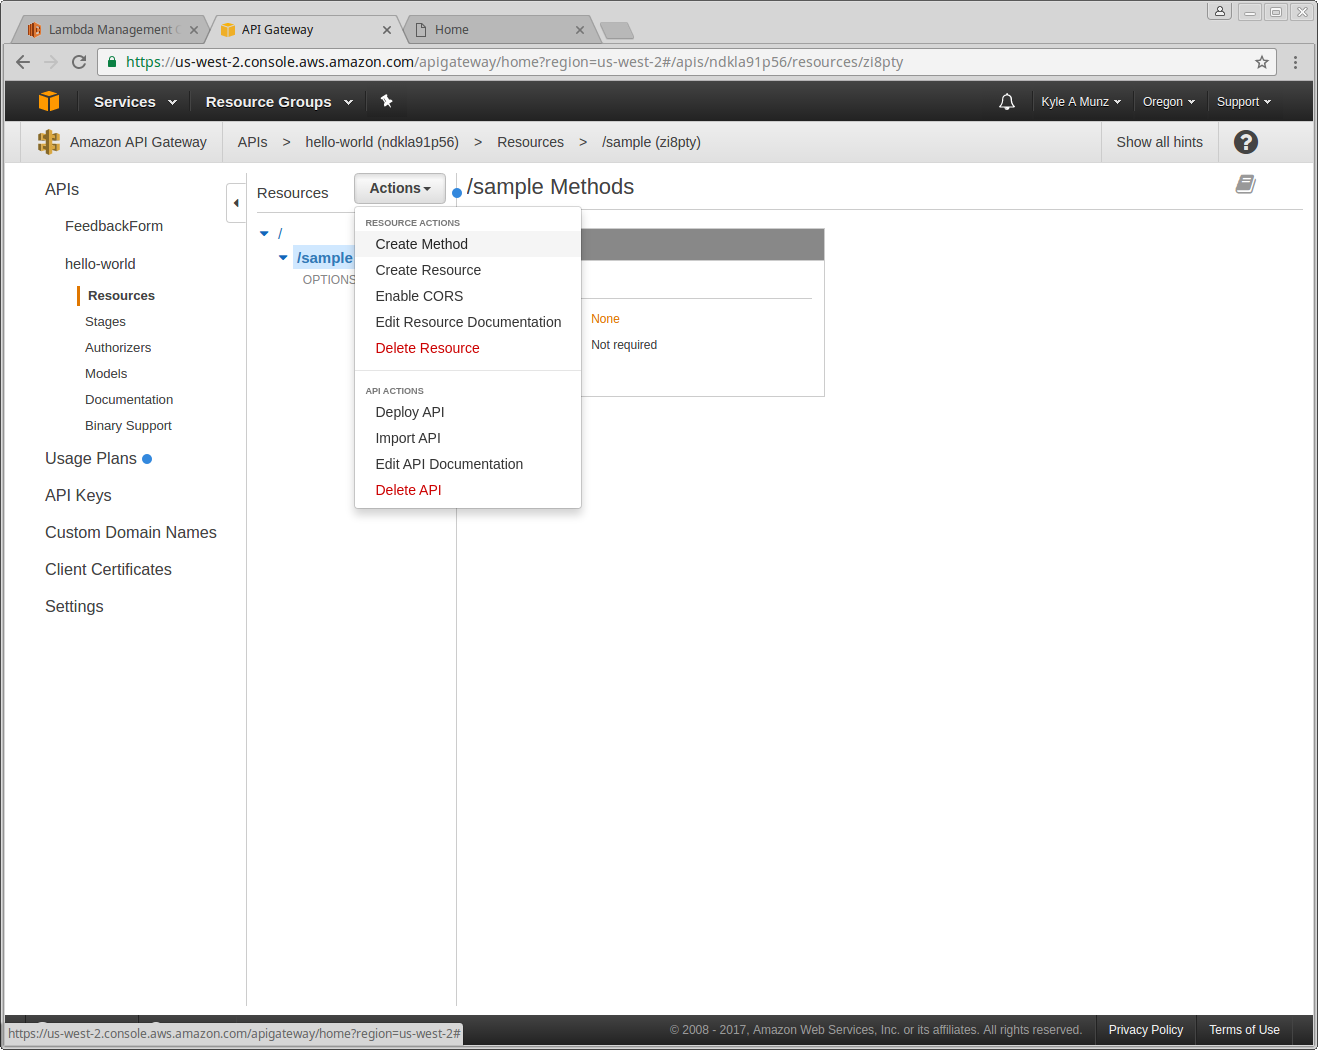 Lambda Management C
API Gateway
Home
https://us-west-2.console.aws.amazon.com/apigateway/home?region=us-west-2#/apis/ndkla91p56/resources/zi8pty
Services
Resource Groups
Kyle A Munz
Oregon
Support
Amazon API Gateway
APIs > hello-world (ndkla91p56) > Resources > /sample (zi8pty)
Show all hints
?
APIs
FeedbackForm
hello-world
Resources
Stages
Authorizers
Models
Documentation
Binary Support
Usage Plans
API Keys
Custom Domain Names
Client Certificates
Settings
Resources
Actions
/
/sample
OPTIONS
RESOURCE ACTIONS
Create Method
Create Resource
Enable CORS
Edit Resource Documentation
Delete Resource
API ACTIONS
Deploy API
Import API
Edit API Documentation
Delete API
/sample Methods
None
Not required
https://us-west-2.console.aws.amazon.com/apigateway/home?region=us-west-2#
© 2008 - 2017, Amazon Web Services, Inc. or its affiliates. All rights reserved.
Privacy Policy
Terms of Use